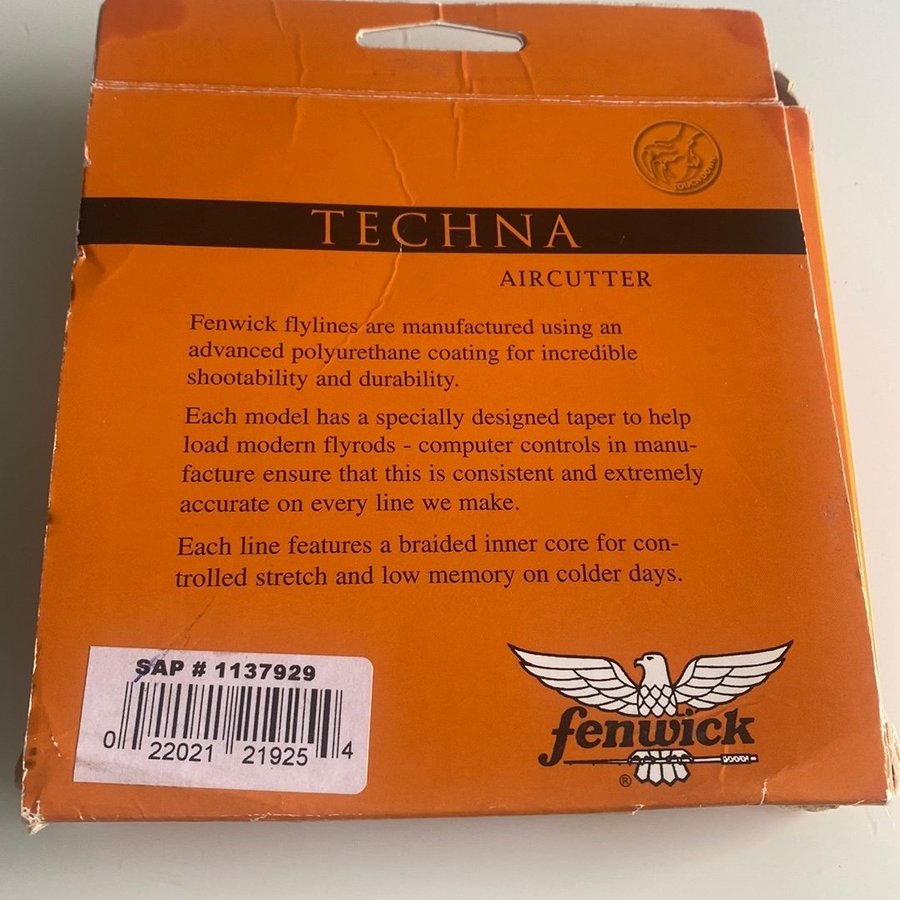 TOUCHDOWN
TECHNA
AIRCUTTER
Fenwick flylines are manufactured using an
advanced polyurethane coating for incredible
shootability and durability.
Each model has a specially designed taper to help
load modern flyrods - computer controls in manu-
facture ensure that this is consistent and extremely
accurate on every line we make.
Each line features a braided inner core for con-
trolled stretch and low memory on colder days.
SAP # 1137929
0 22021 21925 4
fenwick
®